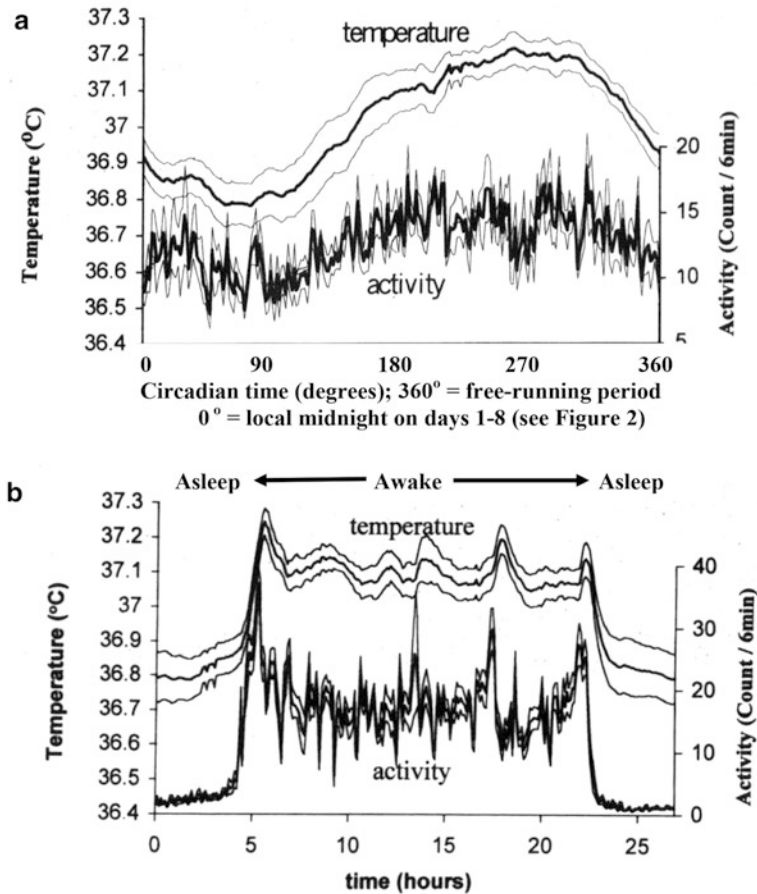 a
temperature
37.3
37.2
37.1
37
36.9
36.8
36.7
36.6
36.5
36.4
Temperature (⁰C)
activity
20
15
10
5
Activity (Count / 6min)
0 90 180 270 360
Circadian time (degrees); 360° = free-running period
0° = local midnight on days 1-8 (see Figure 2)
b
Asleep Awake Asleep
temperature
37.3
37.2
37.1
37
36.9
36.8
36.7
36.6
36.5
36.4
Temperature (°C)
activity
40
30
20
10
0
Activity (Count / 6min)
0 5 10 15 20 25
time (hours)